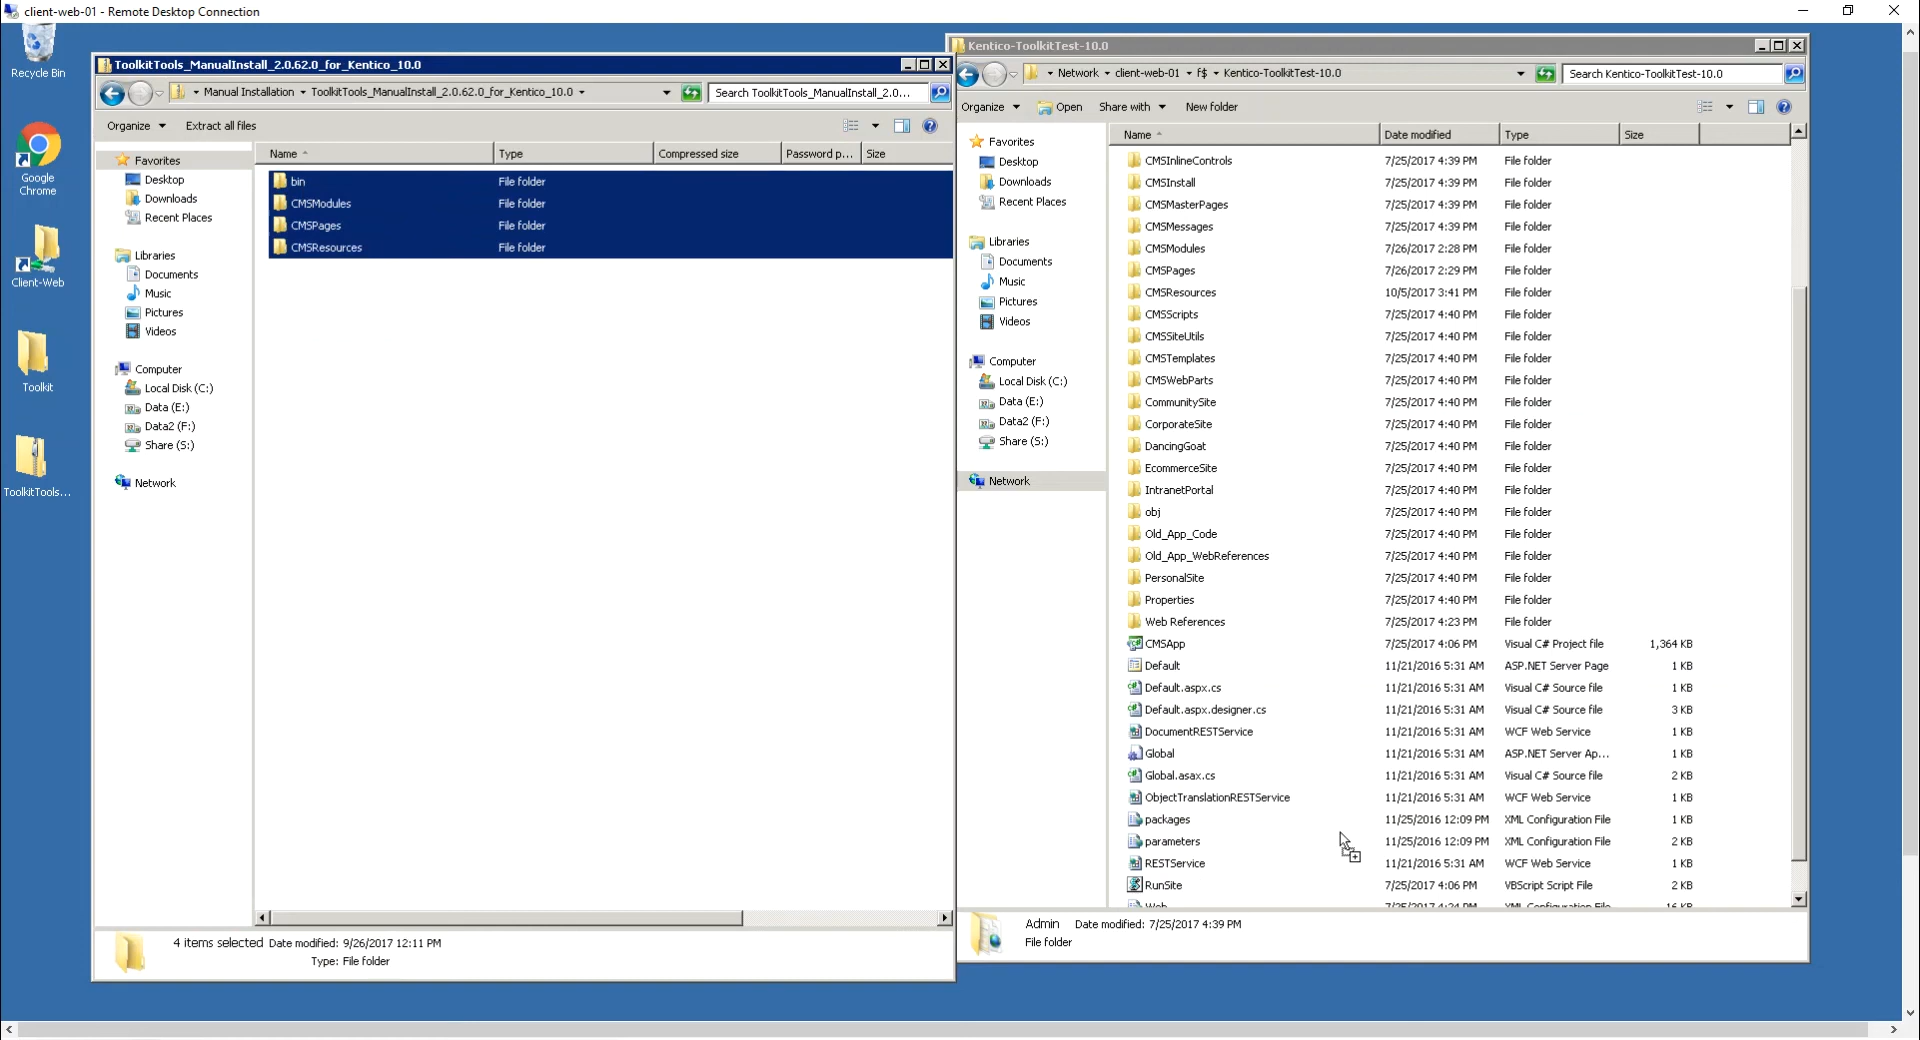 client-web-01 - Remote Desktop Connection
Recycle Bin
Google Chrome
Client-Web
Toolkit
ToolkitTools...
ToolkitTools_ManualInstall_2.0.62.0_for_Kentico_10.0
Manual Installation
ToolkitTools_ManualInstall_2.0.62.0_for_Kentico_10.0
Search ToolkitTools_ManualInstall_2.0...
Organize
Extract all files
Favorites
Desktop
Downloads
Recent Places
Libraries
Documents
Music
Pictures
Videos
Computer
Local Disk (C:)
Data (E:)
Data2 (F:)
Share (S:)
Network
Name Type Compressed size Password p... Size
bin File folder
CMSModules File folder
CMSPages File folder
CMSResources File folder
4 items selected Date modified: 9/26/2017 12:11 PM
Type: File folder
Kentico-ToolkitTest-10.0
Network client-web-01 f$ Kentico-ToolkitTest-10.0
Search Kentico-ToolkitTest-10.0
Organize Open Share with New folder
Favorites
Desktop
Downloads
Recent Places
Libraries
Documents
Music
Pictures
Videos
Computer
Local Disk (C:)
Data (E:)
Data2 (F:)
Share (S:)
Network
Name Date modified Type Size
CMSInlineControls 7/25/2017 4:39 PM File folder
CMSInstall 7/25/2017 4:39 PM File folder
CMSMasterPages 7/25/2017 4:39 PM File folder
CMSMessages 7/25/2017 4:39 PM File folder
CMSModules 7/26/2017 2:28 PM File folder
CMSPages 7/26/2017 2:29 PM File folder
CMSResources 10/5/2017 3:41 PM File folder
CMSScripts 7/25/2017 4:40 PM File folder
CMSSiteUtils 7/25/2017 4:40 PM File folder
CMSTemplates 7/25/2017 4:40 PM File folder
CMSWebParts 7/25/2017 4:40 PM File folder
CommunitySite 7/25/2017 4:40 PM File folder
CorporateSite 7/25/2017 4:40 PM File folder
DancingGoat 7/25/2017 4:40 PM File folder
EcommerceSite 7/25/2017 4:40 PM File folder
IntranetPortal 7/25/2017 4:40 PM File folder
obj 7/25/2017 4:40 PM File folder
Old_App_Code 7/25/2017 4:40 PM File folder
Old_App_WebReferences 7/25/2017 4:40 PM File folder
PersonalSite 7/25/2017 4:40 PM File folder
Properties 7/25/2017 4:40 PM File folder
Web References 7/25/2017 4:23 PM File folder
CMSApp 7/25/2017 4:06 PM Visual C# Project file 1,364 KB
Default 11/21/2016 5:31 AM ASP.NET Server Page 1 KB
Default.aspx.cs 11/21/2016 5:31 AM Visual C# Source file 1 KB
Default.aspx.designer.cs 11/21/2016 5:31 AM Visual C# Source file 3 KB
DocumentRESTService 11/21/2016 5:31 AM WCF Web Service 1 KB
Global 11/21/2016 5:31 AM ASP.NET Server Ap... 1 KB
Global.asax.cs 11/21/2016 5:31 AM Visual C# Source file 2 KB
ObjectTranslationRESTService 11/21/2016 5:31 AM WCF Web Service 1 KB
packages 11/25/2016 12:09 PM XML Configuration File 1 KB
parameters 11/25/2016 12:09 PM XML Configuration File 2 KB
RESTService 11/21/2016 5:31 AM WCF Web Service 1 KB
RunSite 7/25/2017 4:06 PM VBScript Script File 2 KB
Web 7/25/2017 4:24 PM XML Configuration File 16 KB
Admin Date modified: 7/25/2017 4:39 PM
File folder